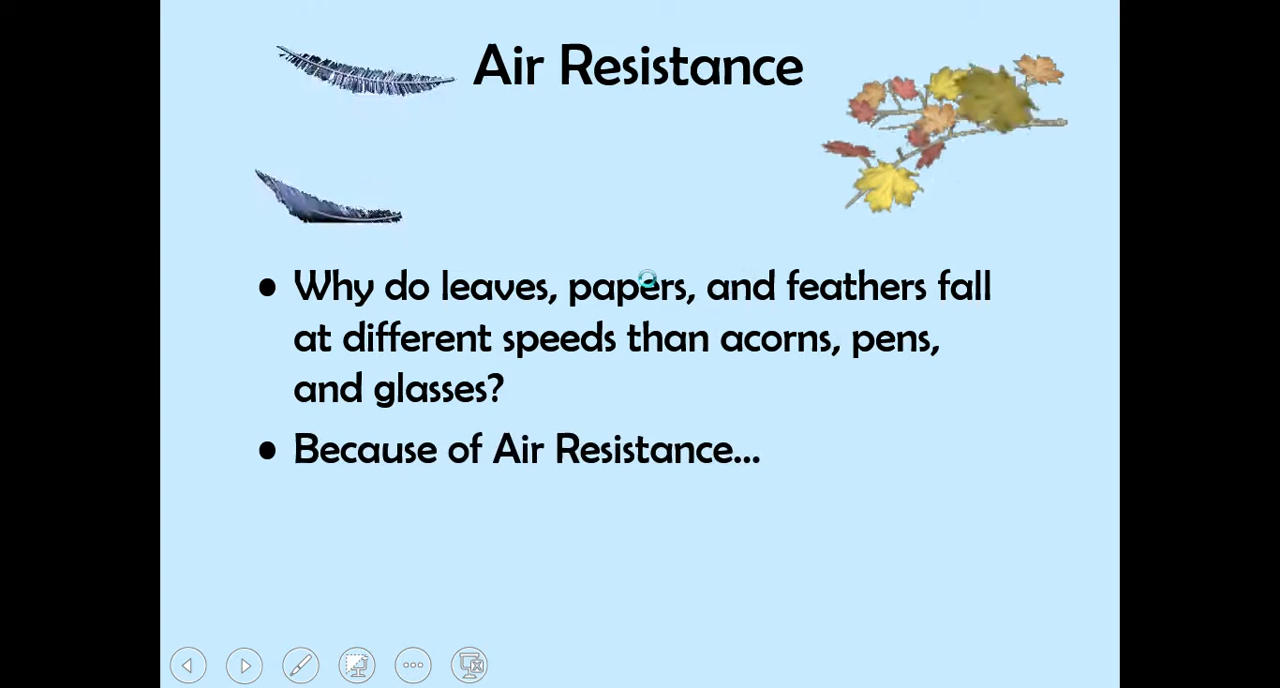 Air Resistance
• Why do leaves, papers, and feathers fall
at different speeds than acorns, pens,
and glasses?
• Because of Air Resistance...